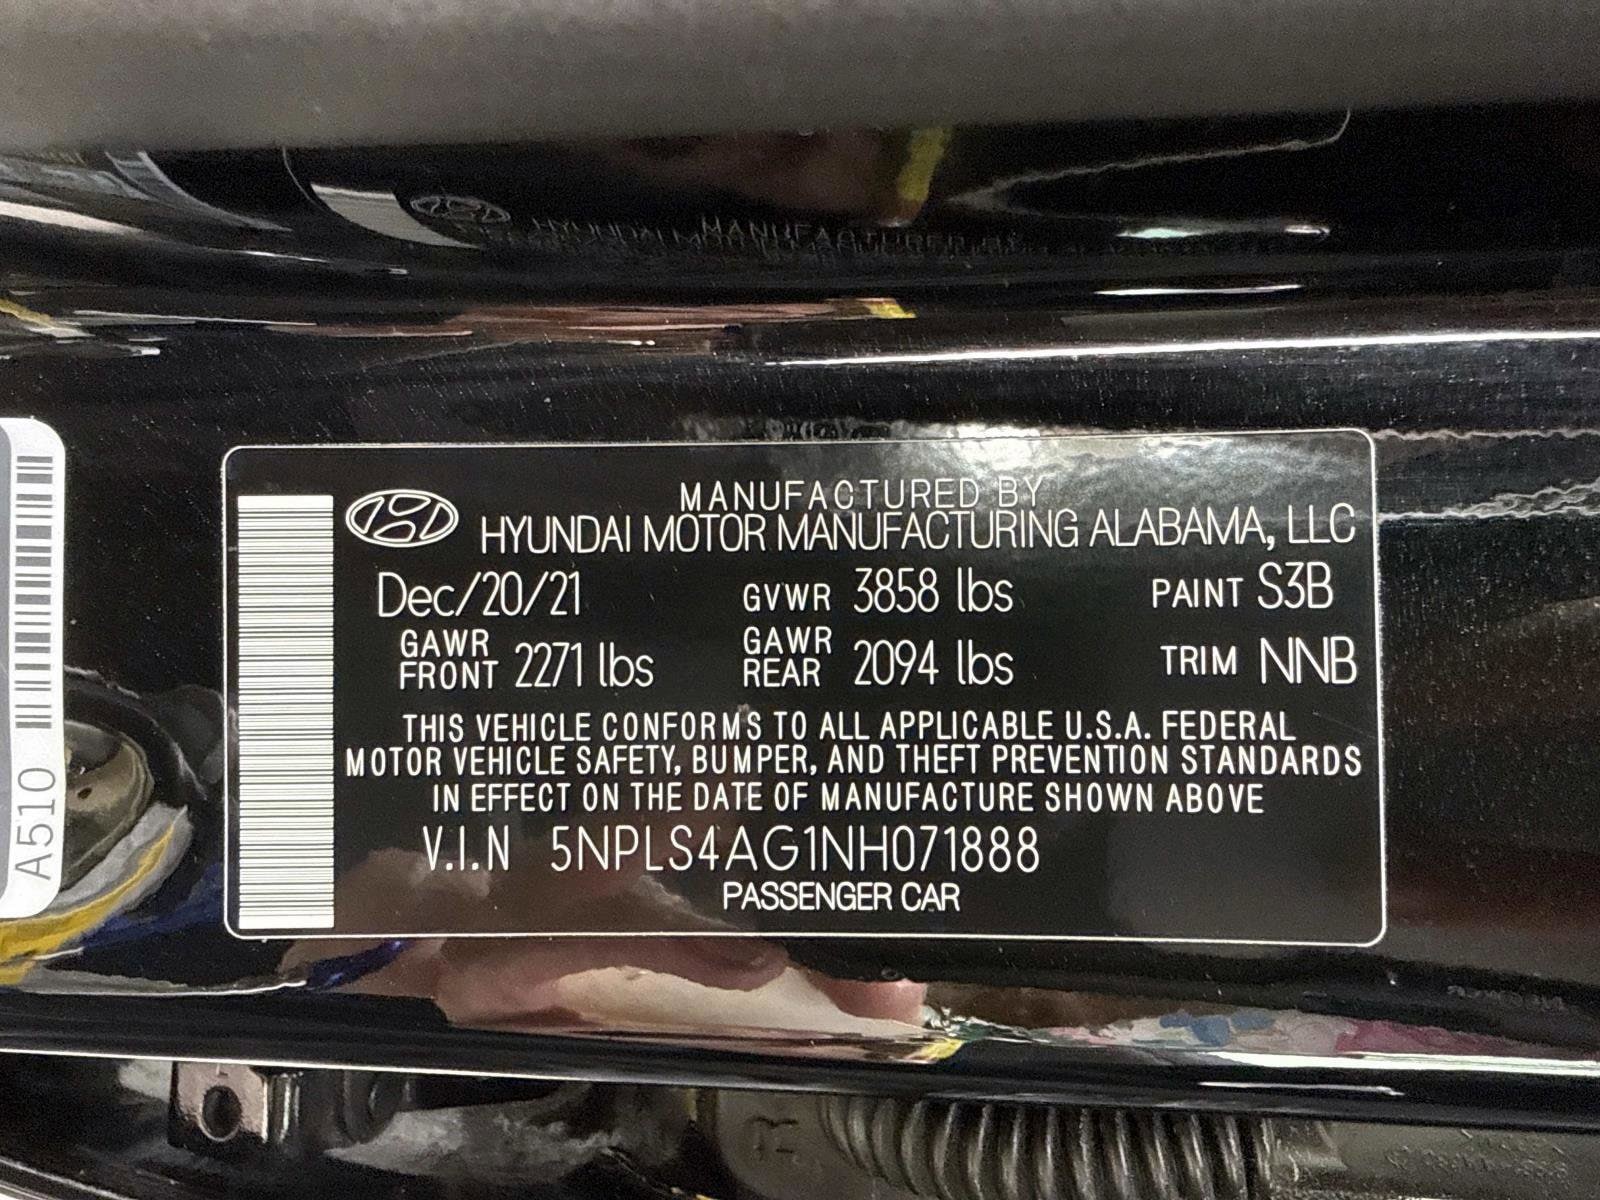 MANUFACTURED BY
HYUNDAI MOTOR MANUFACTURING ALABAMA, LLC
Dec/20/21 GVWR 3858 lbs PAINT S3B
GAWR FRONT 2271 lbs GAWR REAR 2094 lbs TRIM NNB
THIS VEHICLE CONFORMS TO ALL APPLICABLE U.S.A. FEDERAL
MOTOR VEHICLE SAFETY, BUMPER, AND THEFT PREVENTION STANDARDS
IN EFFECT ON THE DATE OF MANUFACTURE SHOWN ABOVE
V.I.N 5NPLS4AG1NH071888
PASSENGER CAR
A510